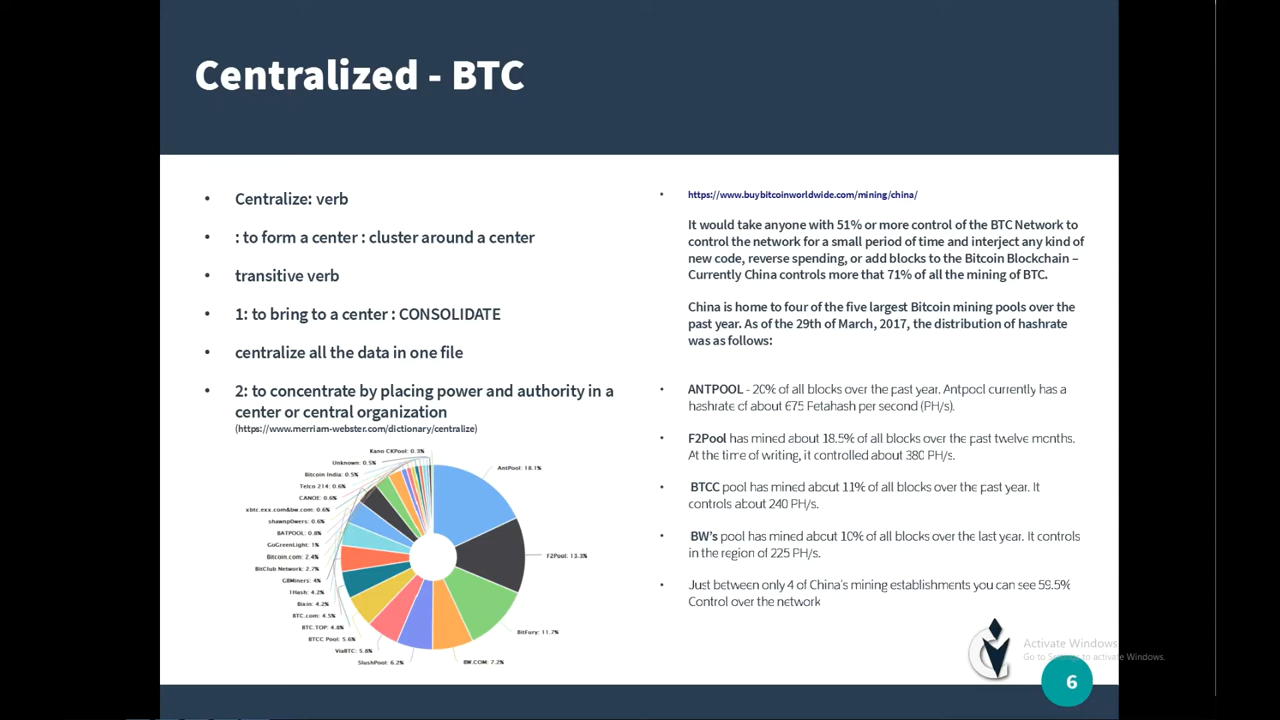 Centralized - BTC
• Centralize: verb
• : to form a center : cluster around a center
• transitive verb
• 1: to bring to a center : CONSOLIDATE
• centralize all the data in one file
• 2: to concentrate by placing power and authority in a
center or central organization
(https://www.merriam-webster.com/dictionary/centralize)
Kano CKPool: 0.3%
Unknown: 0.5%
Bitcoin India: 0.5%
Telco 214: 0.6%
CANOE: 0.6%
xbtc.exx.com&bw.com: 0.6%
shawnp0wers: 0.6%
BATPOOL: 0.8%
GoGreenLight: 1%
Bitcoin.com: 2.4%
BitClub Network: 2.7%
GBMiners: 4%
1Hash: 4.2%
Bixin: 4.2%
BTC.com: 4.5%
BTC.TOP: 4.8%
BTCC Pool: 5.6%
ViaBTC: 5.8%
SlushPool: 6.2%
BW.COM: 7.2%
BitFury: 11.7%
F2Pool: 13.3%
AntPool: 18.1%
• https://www.buybitcoinworldwide.com/mining/china/
It would take anyone with 51% or more control of the BTC Network to
control the network for a small period of time and interject any kind of
new code, reverse spending, or add blocks to the Bitcoin Blockchain –
Currently China controls more that 71% of all the mining of BTC.
China is home to four of the five largest Bitcoin mining pools over the
past year. As of the 29th of March, 2017, the distribution of hashrate
was as follows:
• ANTPOOL - 20% of all blocks over the past year. Antpool currently has a
hashrate of about 675 Petahash per second (PH/s).
• F2Pool has mined about 18.5% of all blocks over the past twelve months.
At the time of writing, it controlled about 380 PH/s.
• BTCC pool has mined about 11% of all blocks over the past year. It
controls about 240 PH/s.
• BW's pool has mined about 10% of all blocks over the last year. It controls
in the region of 225 PH/s.
• Just between only 4 of China's mining establishments you can see 59.5%
Control over the network
Activate Windows
Go to Settings to activate Windows.
6